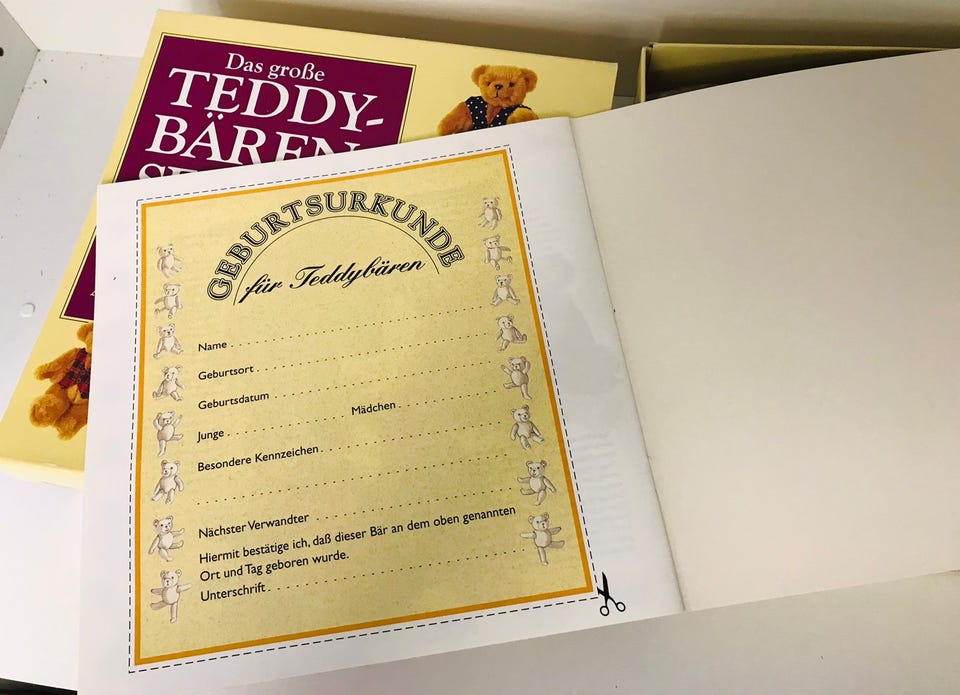 Das große
TEDDY-
BÄREN
GEBURTSURKUNDE
für Teddybären
Name
Geburtsort
Geburtsdatum
Junge Mädchen
Besondere Kennzeichen
Nächster Verwandter
Hiermit bestätige ich, daß dieser Bär an dem oben genannten
Ort und Tag geboren wurde.
Unterschrift